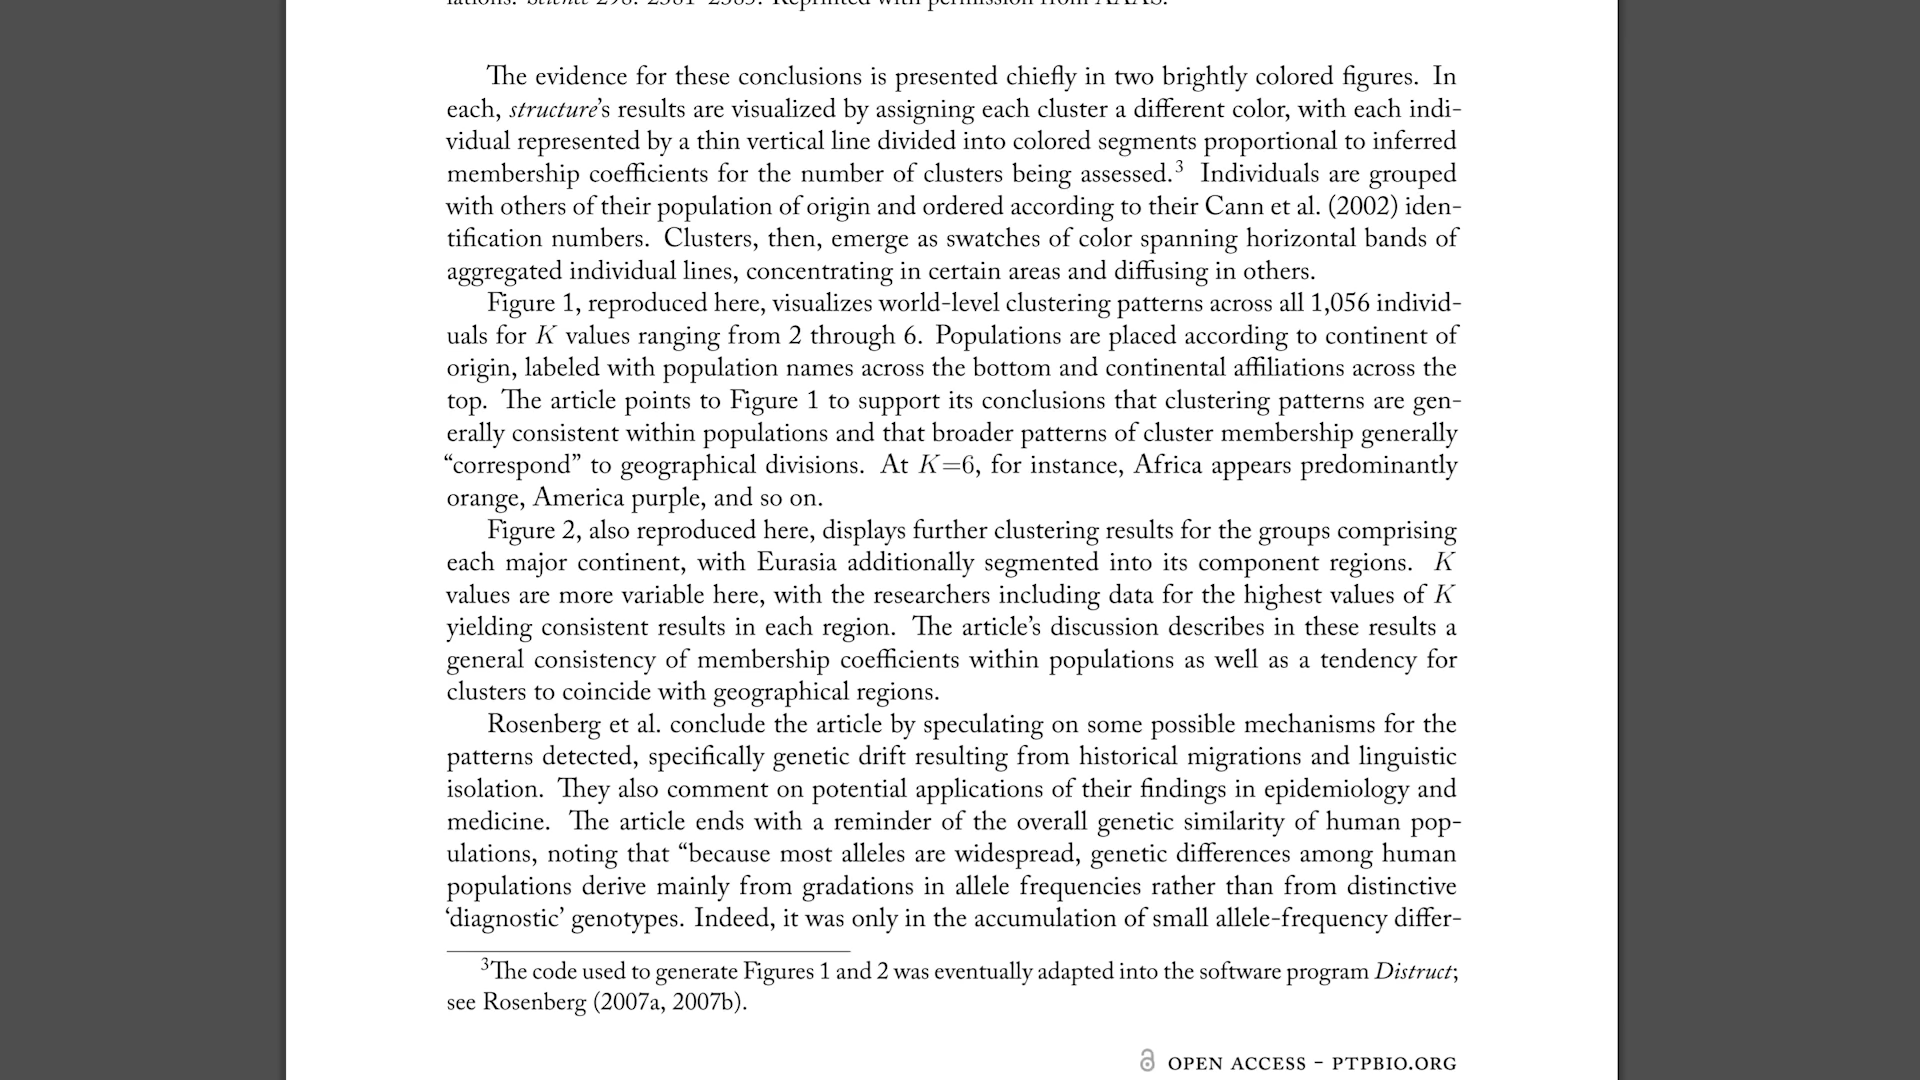 lations. Science 298: 2381–2385. Reprinted with permission from AAAS.
The evidence for these conclusions is presented chiefly in two brightly colored figures. In
each, structure’s results are visualized by assigning each cluster a different color, with each indi-
vidual represented by a thin vertical line divided into colored segments proportional to inferred
membership coefficients for the number of clusters being assessed.3 Individuals are grouped
with others of their population of origin and ordered according to their Cann et al. (2002) iden-
tification numbers. Clusters, then, emerge as swatches of color spanning horizontal bands of
aggregated individual lines, concentrating in certain areas and diffusing in others.
Figure 1, reproduced here, visualizes world-level clustering patterns across all 1,056 individ-
uals for K values ranging from 2 through 6. Populations are placed according to continent of
origin, labeled with population names across the bottom and continental affiliations across the
top. The article points to Figure 1 to support its conclusions that clustering patterns are gen-
erally consistent within populations and that broader patterns of cluster membership generally
“correspond” to geographical divisions. At K=6, for instance, Africa appears predominantly
orange, America purple, and so on.
Figure 2, also reproduced here, displays further clustering results for the groups comprising
each major continent, with Eurasia additionally segmented into its component regions. K
values are more variable here, with the researchers including data for the highest values of K
yielding consistent results in each region. The article’s discussion describes in these results a
general consistency of membership coefficients within populations as well as a tendency for
clusters to coincide with geographical regions.
Rosenberg et al. conclude the article by speculating on some possible mechanisms for the
patterns detected, specifically genetic drift resulting from historical migrations and linguistic
isolation. They also comment on potential applications of their findings in epidemiology and
medicine. The article ends with a reminder of the overall genetic similarity of human pop-
ulations, noting that “because most alleles are widespread, genetic differences among human
populations derive mainly from gradations in allele frequencies rather than from distinctive
‘diagnostic’ genotypes. Indeed, it was only in the accumulation of small allele-frequency differ-
3The code used to generate Figures 1 and 2 was eventually adapted into the software program Distruct;
see Rosenberg (2007a, 2007b).
OPEN ACCESS – PTPBIO.ORG